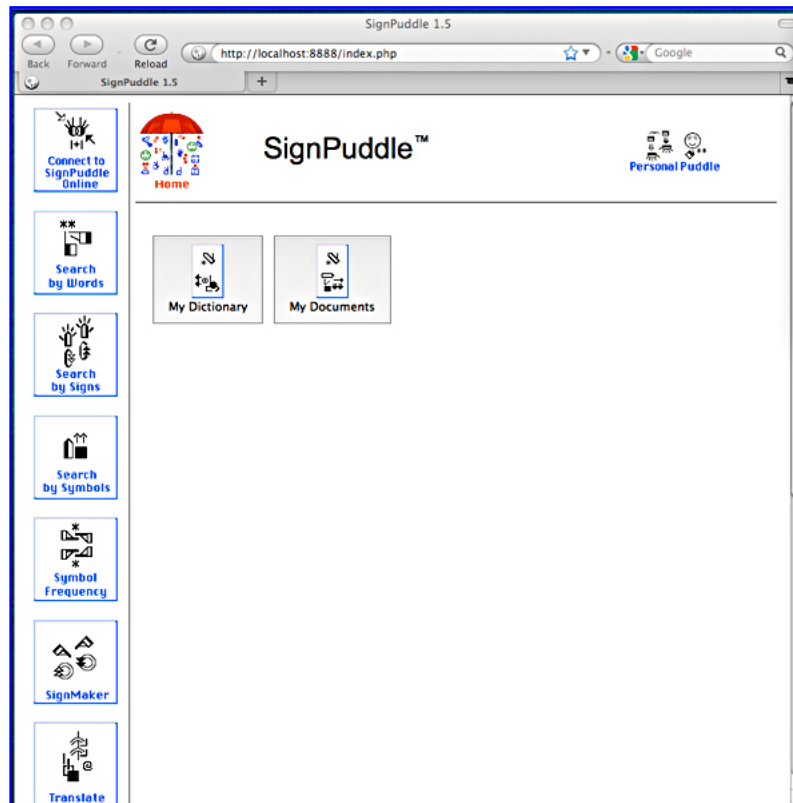 SignPuddle 1.5
Back Forward Reload http://localhost:8888/index.php Google
SignPuddle 1.5 +
Connect to
SignPuddle
Online
Home
SignPuddle™
Personal Puddle
Search
by Words
My Dictionary My Documents
Search
by Signs
Search
by Symbols
Symbol
Frequency
SignMaker
Translate